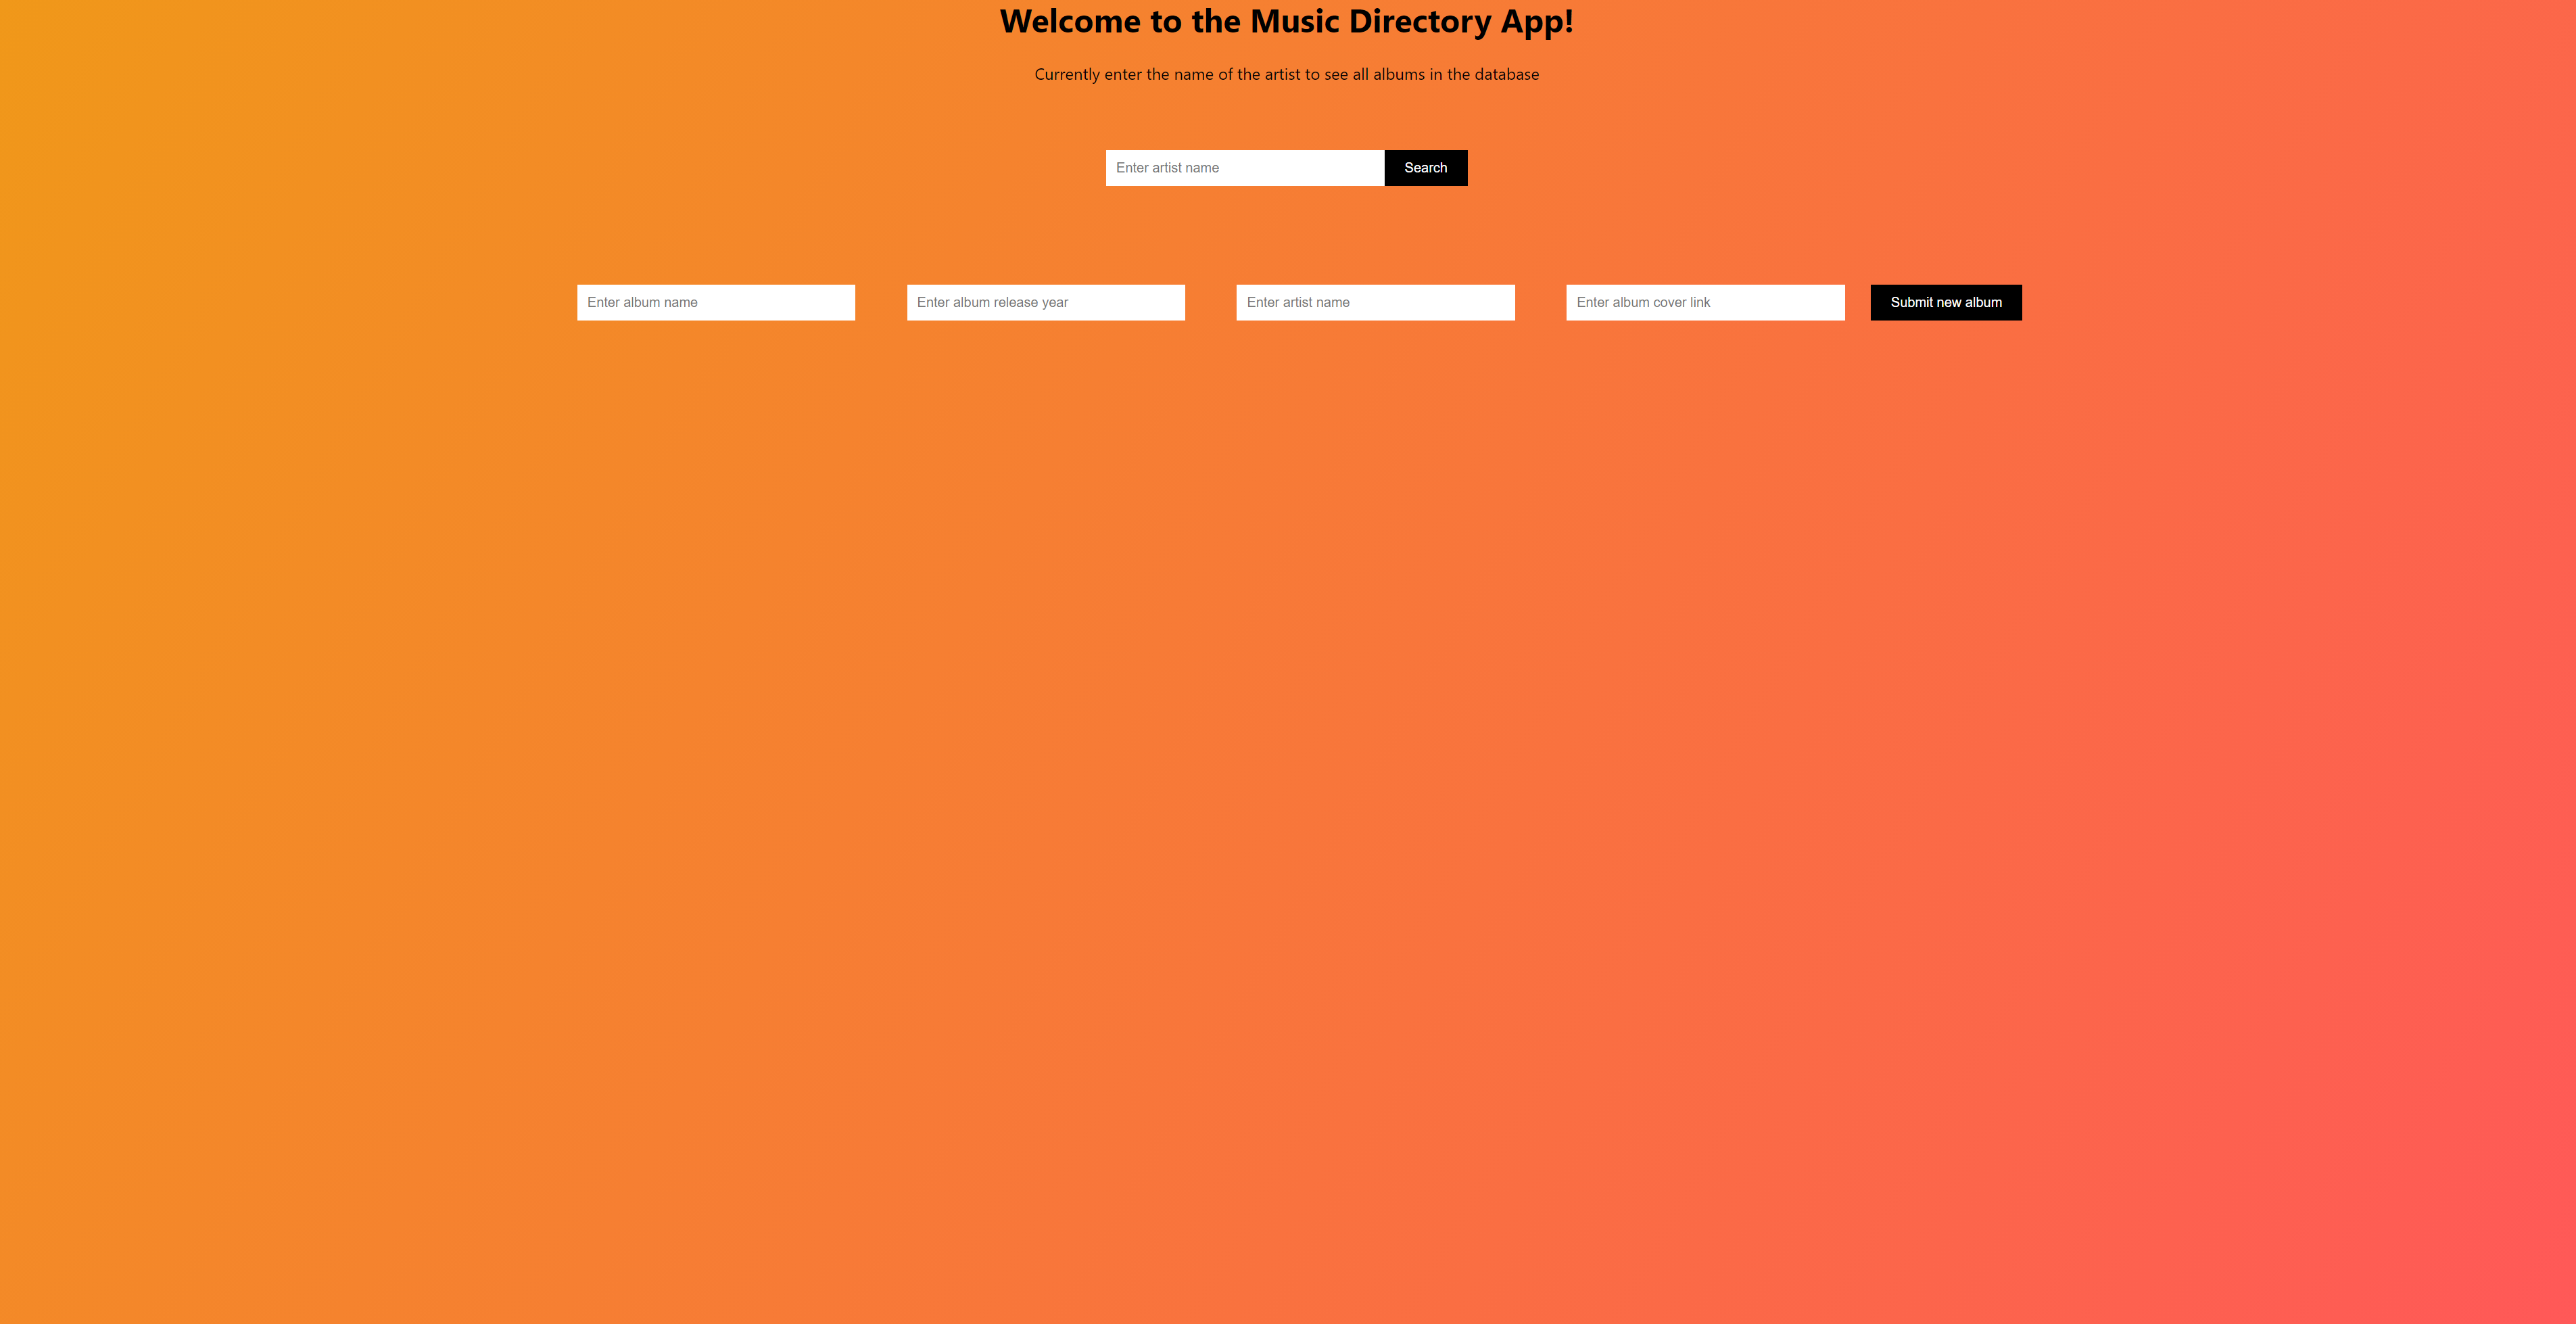 Welcome to the Music Directory App!
Currently enter the name of the artist to see all albums in the database
Enter artist name Search
Enter album name Enter album release year Enter artist name Enter album cover link Submit new album